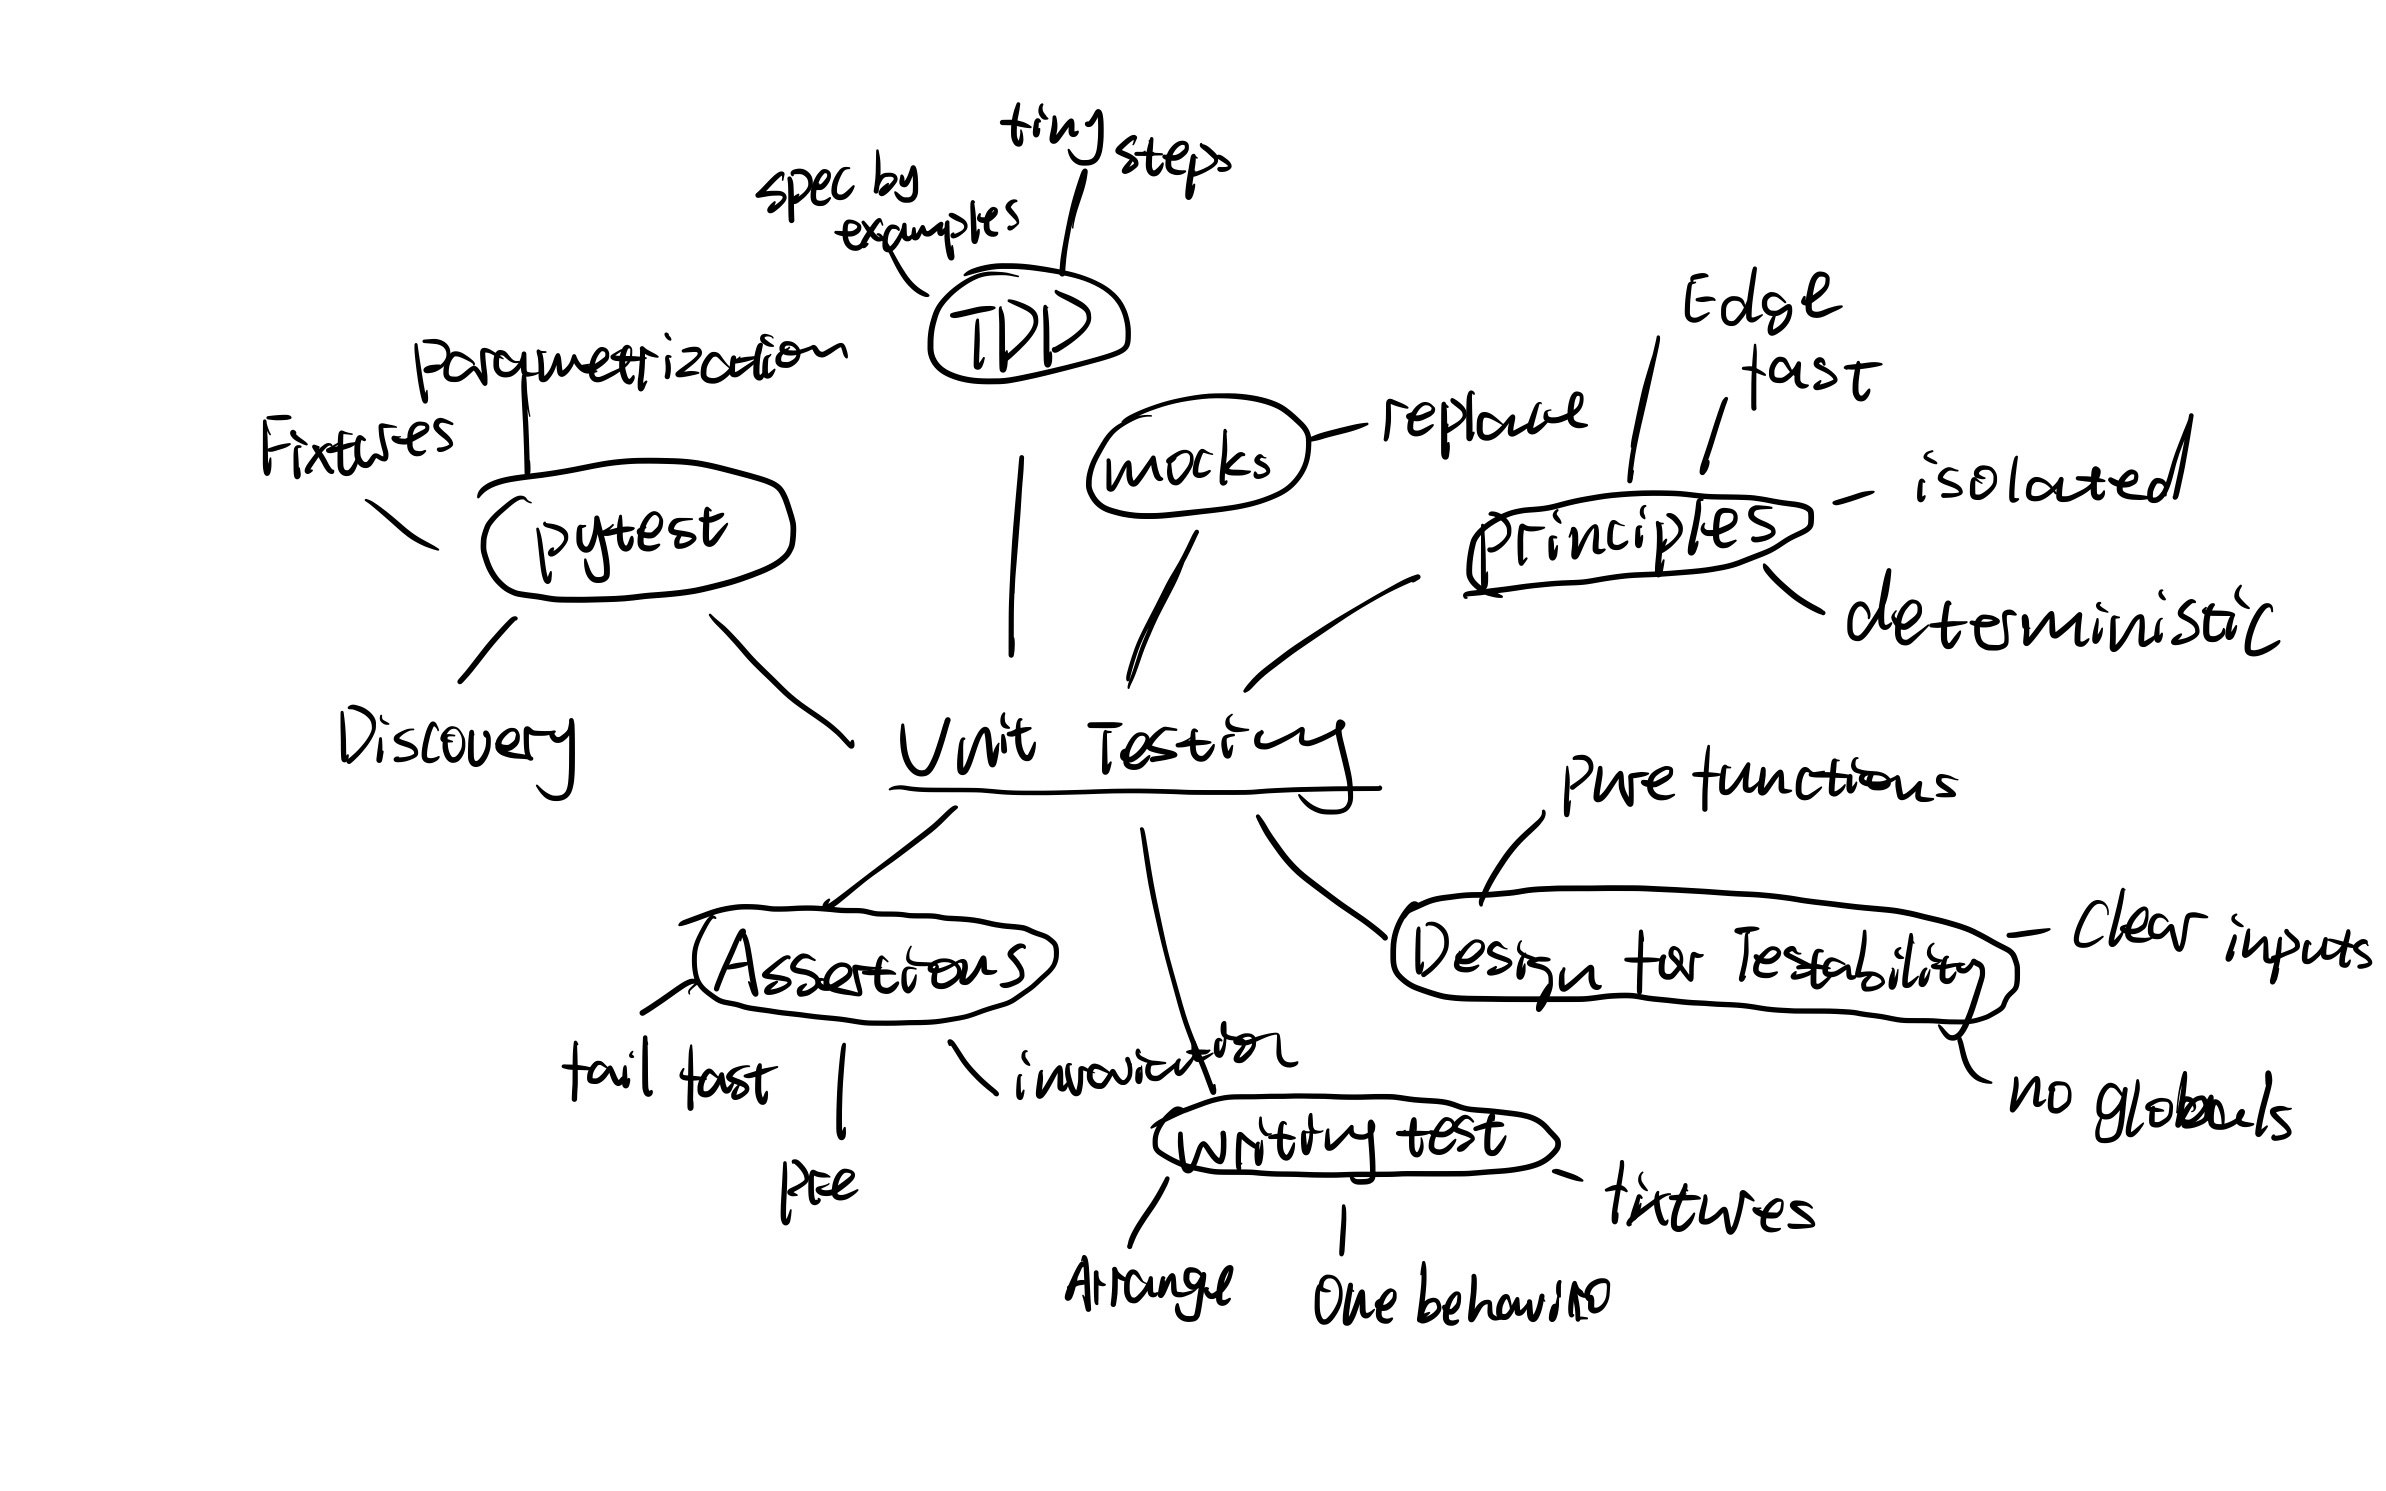 tiny
steps
spec by
examples
TDD
Edge
fast
parametrization
Fixtures
mocks
replace
isolated
pytest
principles
deterministic
Discovery
Unit Testing
pure functions
Assertions
Design for Testability
Clear inputs
fail fast
no globals
pre
writing test
fixtures
Arrange
One behavior